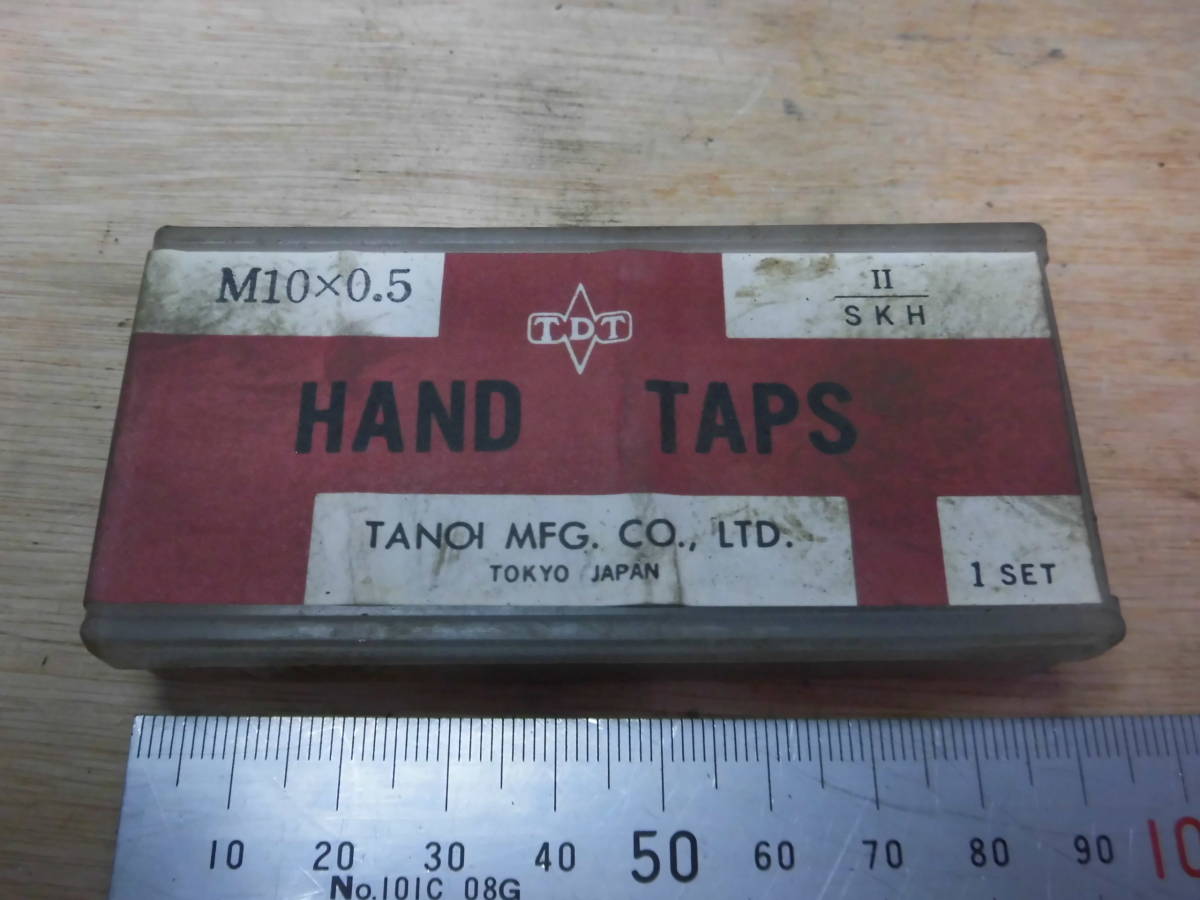 M10×0.5
II
SKH
TDT
HAND TAPS
TANOI MFG. CO., LTD.
TOKYO JAPAN
1 SET
10 20 30 40 50 60 70 80 90 10
No.101C 08G